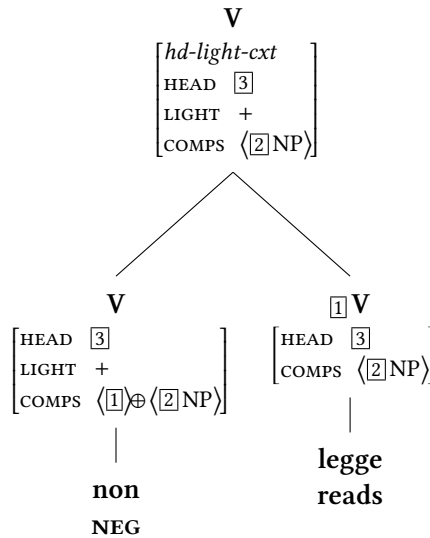 V
[hd-light-cxt
HEAD [3]
LIGHT +
COMPS ⟨[2] NP⟩]
V
[HEAD [3]
LIGHT +
COMPS ⟨[1]⟩⊕⟨[2] NP⟩]
non
NEG
[1] V
[HEAD [3]
COMPS ⟨[2] NP⟩]
legge
reads